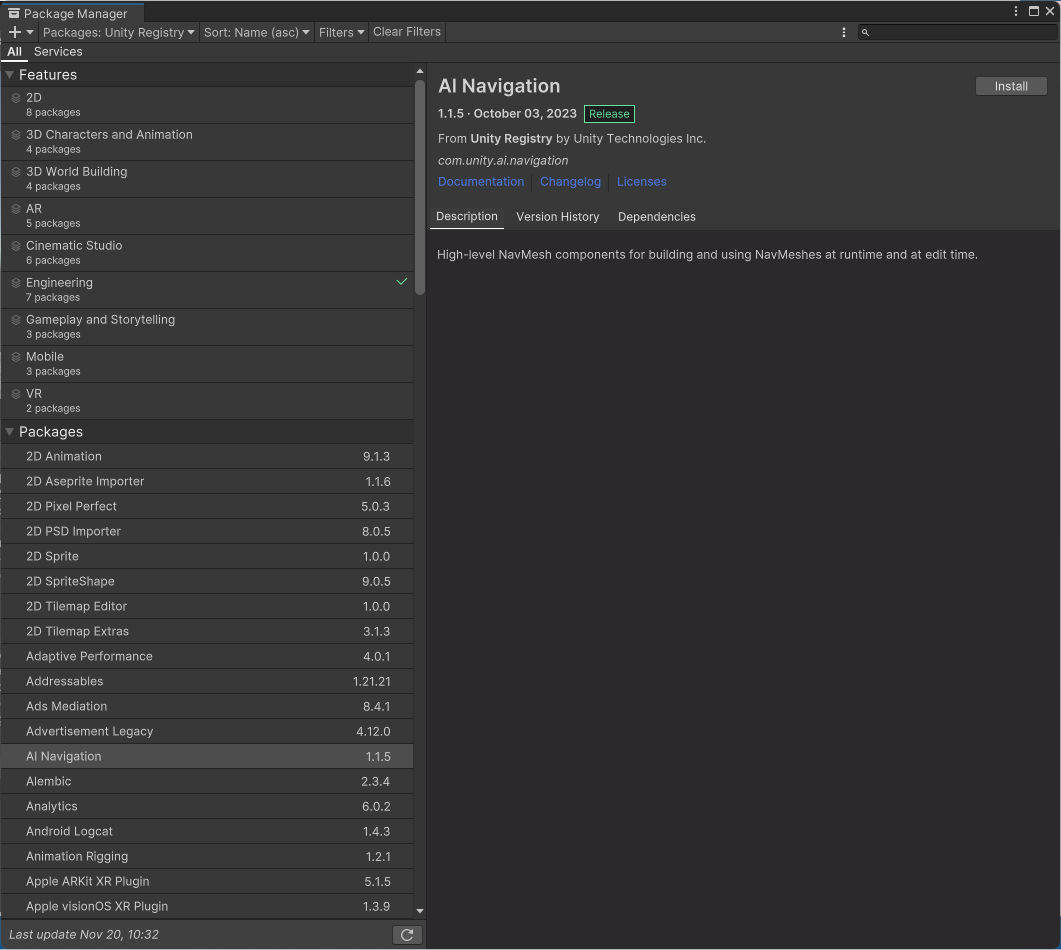 Package Manager
Packages: Unity Registry Sort: Name (asc) Filters Clear Filters
All Services
Features
2D
8 packages
3D Characters and Animation
4 packages
3D World Building
4 packages
AR
5 packages
Cinematic Studio
6 packages
Engineering
7 packages
Gameplay and Storytelling
3 packages
Mobile
3 packages
VR
2 packages
Packages
2D Animation 9.1.3
2D Aseprite Importer 1.1.6
2D Pixel Perfect 5.0.3
2D PSD Importer 8.0.5
2D Sprite 1.0.0
2D SpriteShape 9.0.5
2D Tilemap Editor 1.0.0
2D Tilemap Extras 3.1.3
Adaptive Performance 4.0.1
Addressables 1.21.21
Ads Mediation 8.4.1
Advertisement Legacy 4.12.0
AI Navigation 1.1.5
Alembic 2.3.4
Analytics 6.0.2
Android Logcat 1.4.3
Animation Rigging 1.2.1
Apple ARKit XR Plugin 5.1.5
Apple visionOS XR Plugin 1.3.9
Last update Nov 20, 10:32
AI Navigation
Install
1.1.5 · October 03, 2023 Release
From Unity Registry by Unity Technologies Inc.
com.unity.ai.navigation
Documentation Changelog Licenses
Description Version History Dependencies
High-level NavMesh components for building and using NavMeshes at runtime and at edit time.